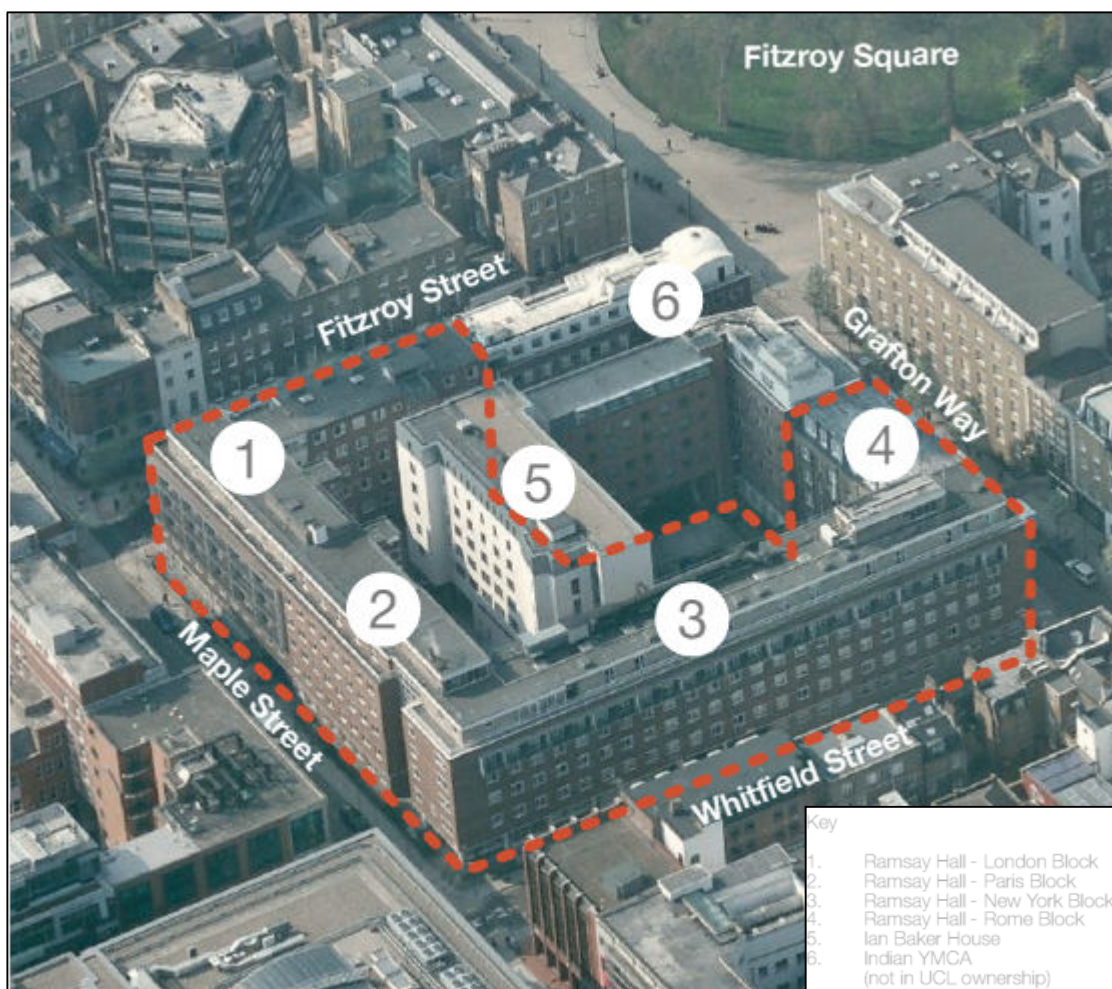 Fitzroy Square
Fitzroy Street
6
Grafton Way
1
4
5
2
3
Maple Street
Whitfield Street
Key
1. Ramsay Hall - London Block
2. Ramsay Hall - Paris Block
3. Ramsay Hall - New York Block
4. Ramsay Hall - Rome Block
5. Ian Baker House
6. Indian YMCA
(not in UCL ownership)